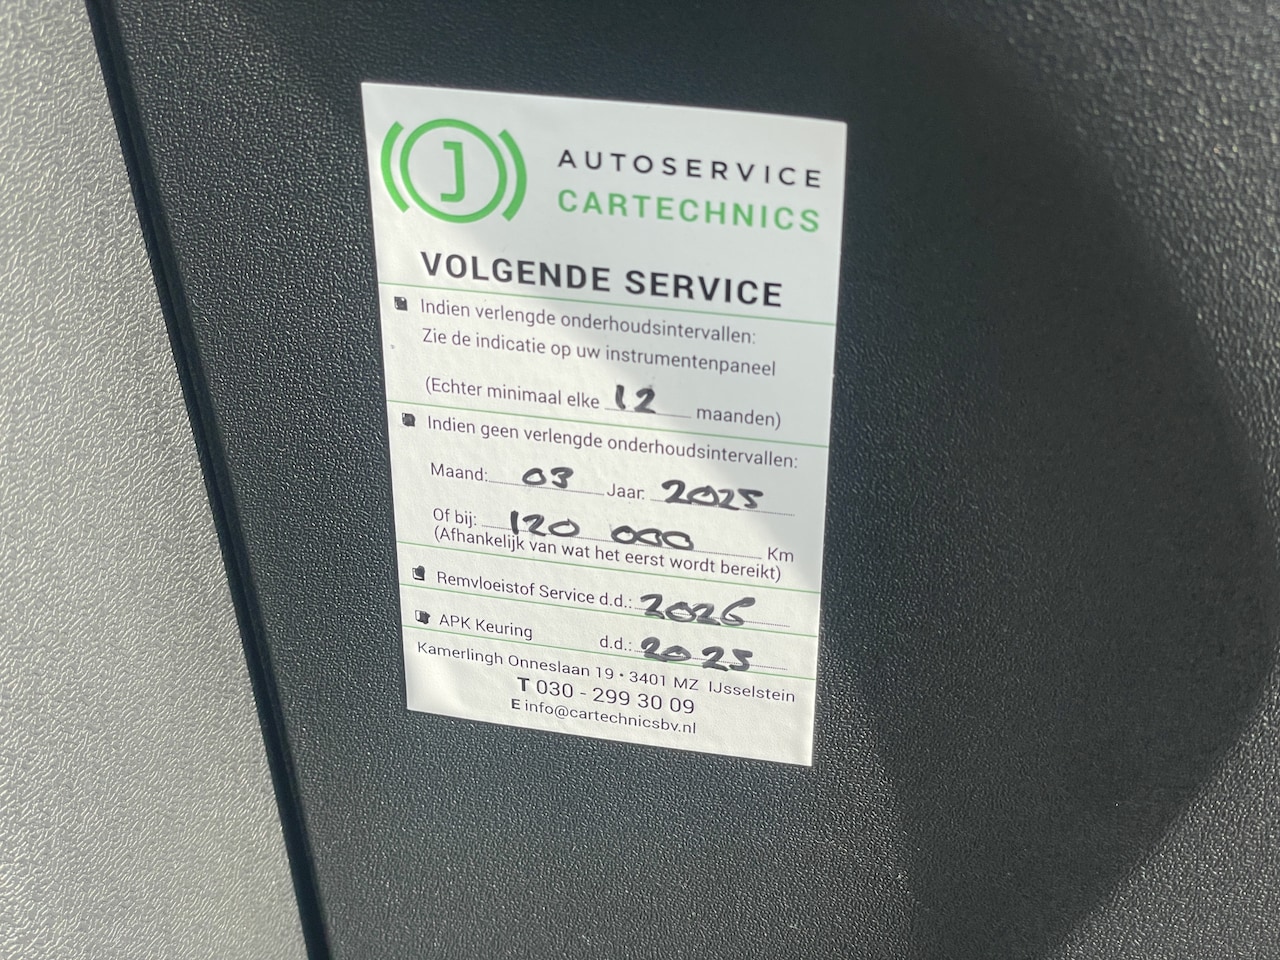 J
AUTOSERVICE
CARTECHNICS
VOLGENDE SERVICE
Indien verlengde onderhoudsintervallen:
Zie de indicatie op uw instrumentenpaneel
(Echter minimaal elke 12 maanden)
Indien geen verlengde onderhoudsintervallen:
Maand: 03 Jaar: 2025
Of bij: 120 000 Km
(Afhankelijk van wat het eerst wordt bereikt)
Remvloeistof Service d.d.: 2026
APK Keuring d.d.: 2025
Kamerlingh Onneslaan 19 • 3401 MZ IJsselstein
T 030 - 299 30 09
E info@cartechnicsbv.nl